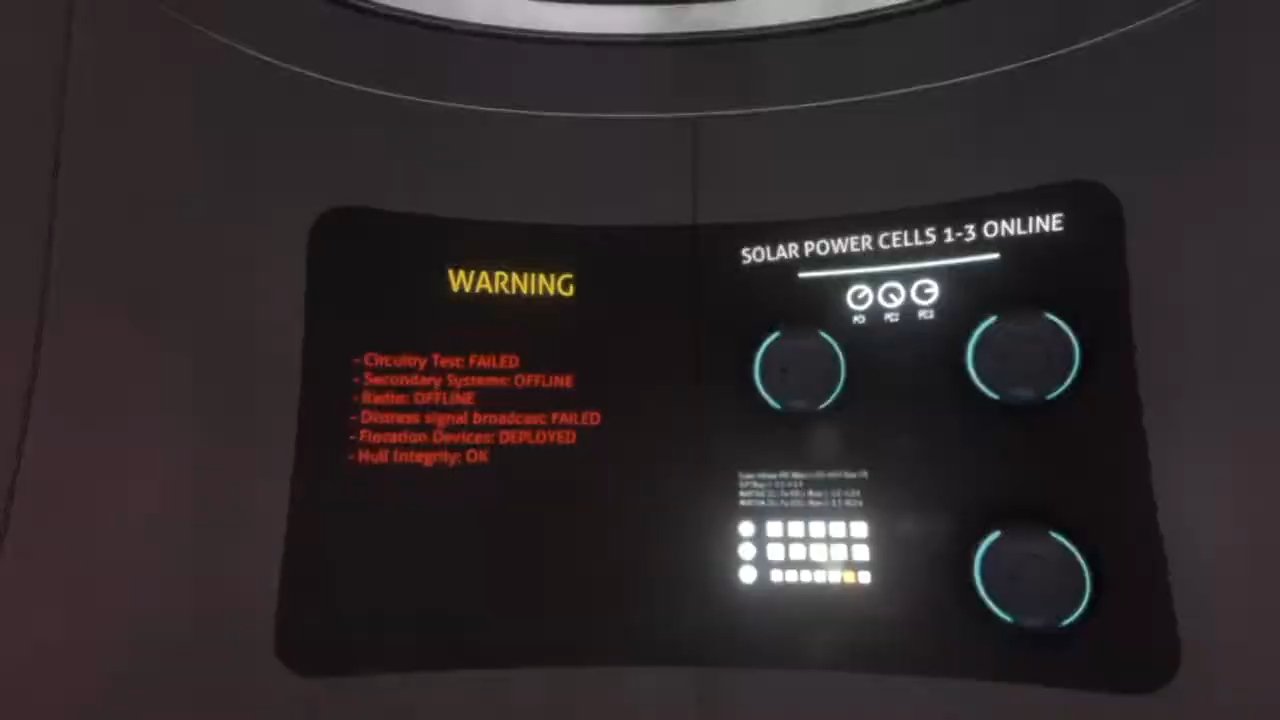 SOLAR POWER CELLS 1-3 ONLINE
WARNING
- Circuitry Test: FAILED
- Secondary Systems: OFFLINE
- Radio: OFFLINE
- Distress signal broadcast: FAILED
- Flotation Devices: DEPLOYED
- Hull Integrity: OK